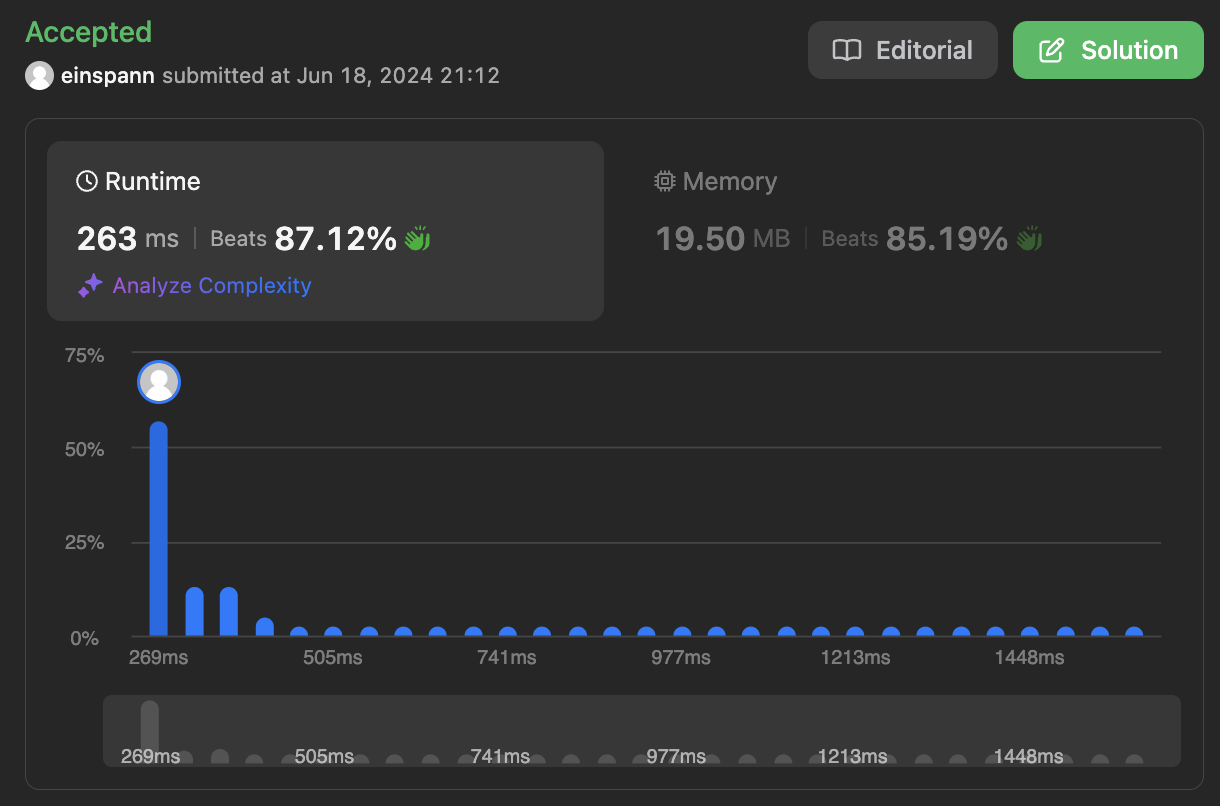 Accepted
einspann submitted at Jun 18, 2024 21:12
Editorial
Solution
Runtime
263 ms | Beats 87.12%
Analyze Complexity
Memory
19.50 MB | Beats 85.19%
75%
50%
25%
0%
269ms 505ms 741ms 977ms 1213ms 1448ms
269ms 505ms 741ms 977ms 1213ms 1448ms